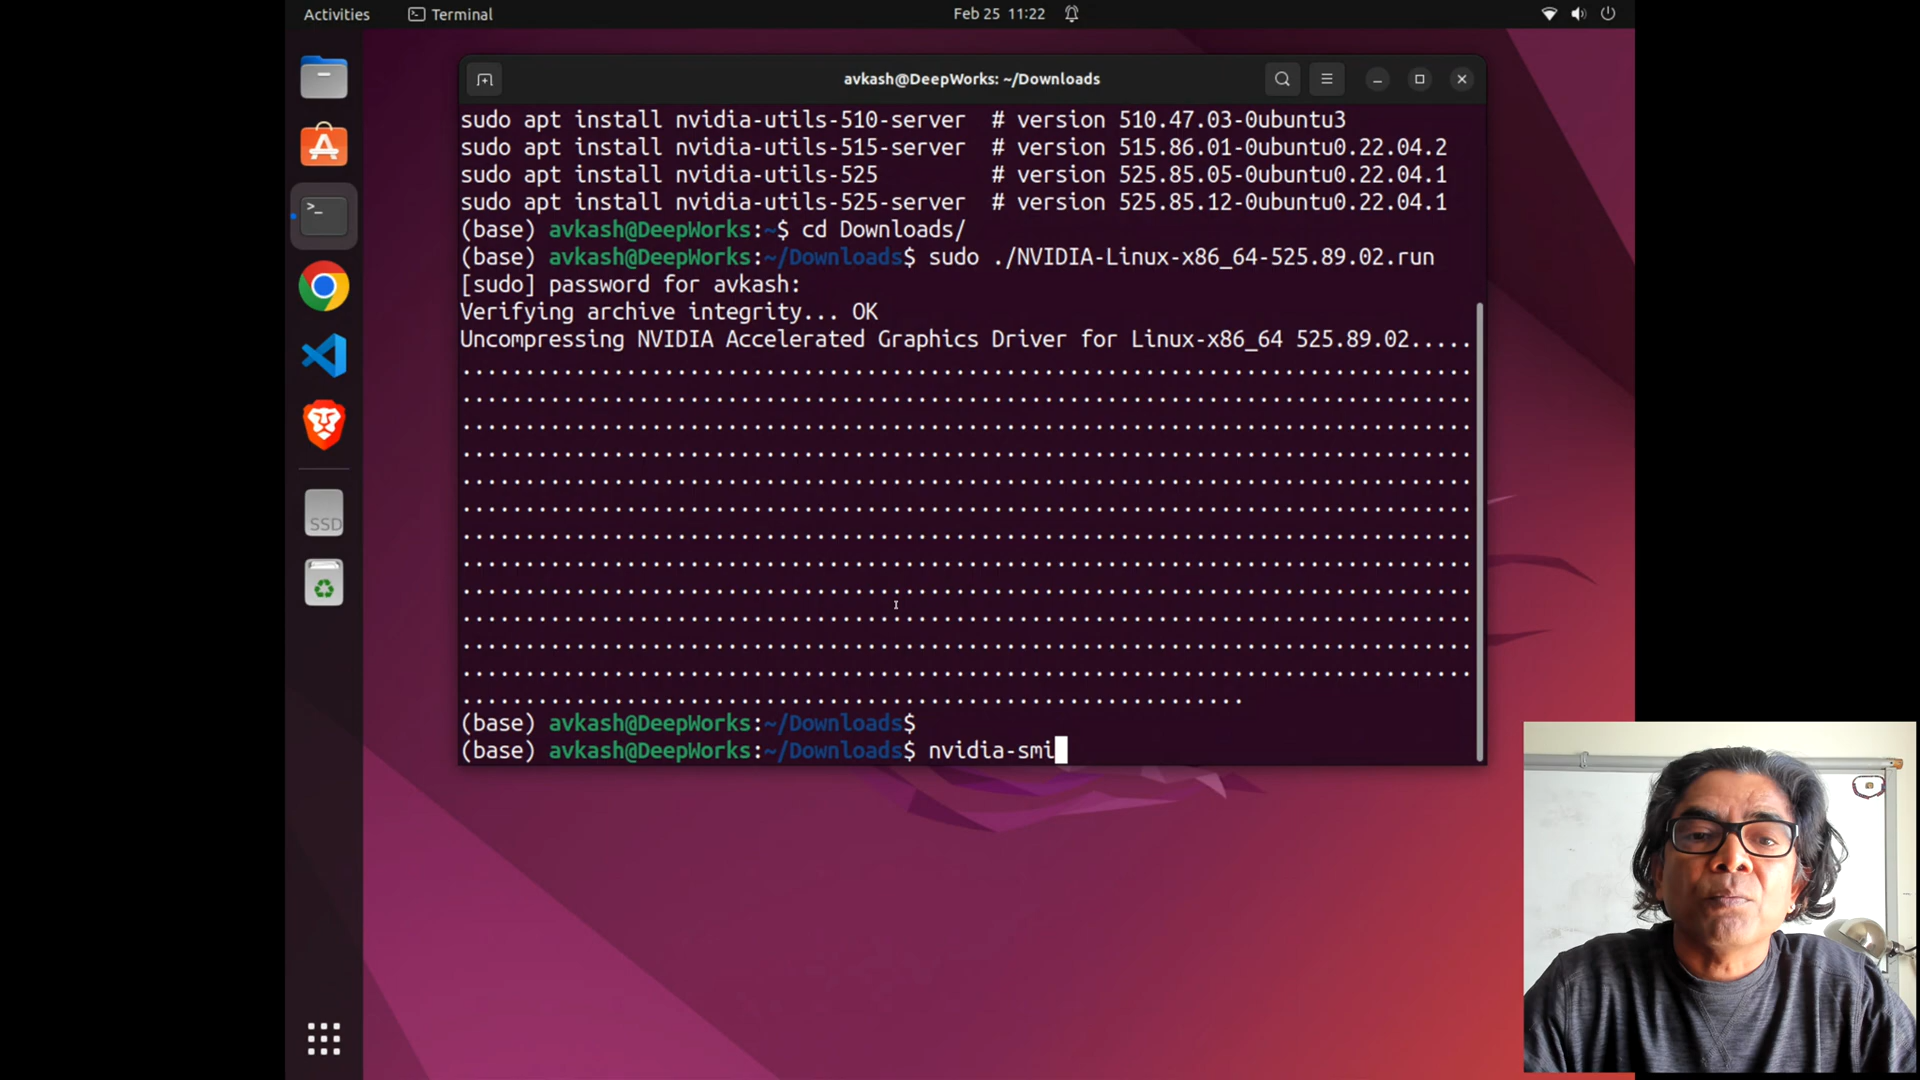 Activities
Terminal
Feb 25 11:22
avkash@DeepWorks: ~/Downloads
sudo apt install nvidia-utils-510-server  # version 510.47.03-0ubuntu3
sudo apt install nvidia-utils-515-server  # version 515.86.01-0ubuntu0.22.04.2
sudo apt install nvidia-utils-525         # version 525.85.05-0ubuntu0.22.04.1
sudo apt install nvidia-utils-525-server  # version 525.85.12-0ubuntu0.22.04.1
(base) avkash@DeepWorks:~$ cd Downloads/
(base) avkash@DeepWorks:~/Downloads$ sudo ./NVIDIA-Linux-x86_64-525.89.02.run
[sudo] password for avkash:
Verifying archive integrity... OK
Uncompressing NVIDIA Accelerated Graphics Driver for Linux-x86_64 525.89.02.....
(base) avkash@DeepWorks:~/Downloads$
(base) avkash@DeepWorks:~/Downloads$ nvidia-smi
SSD